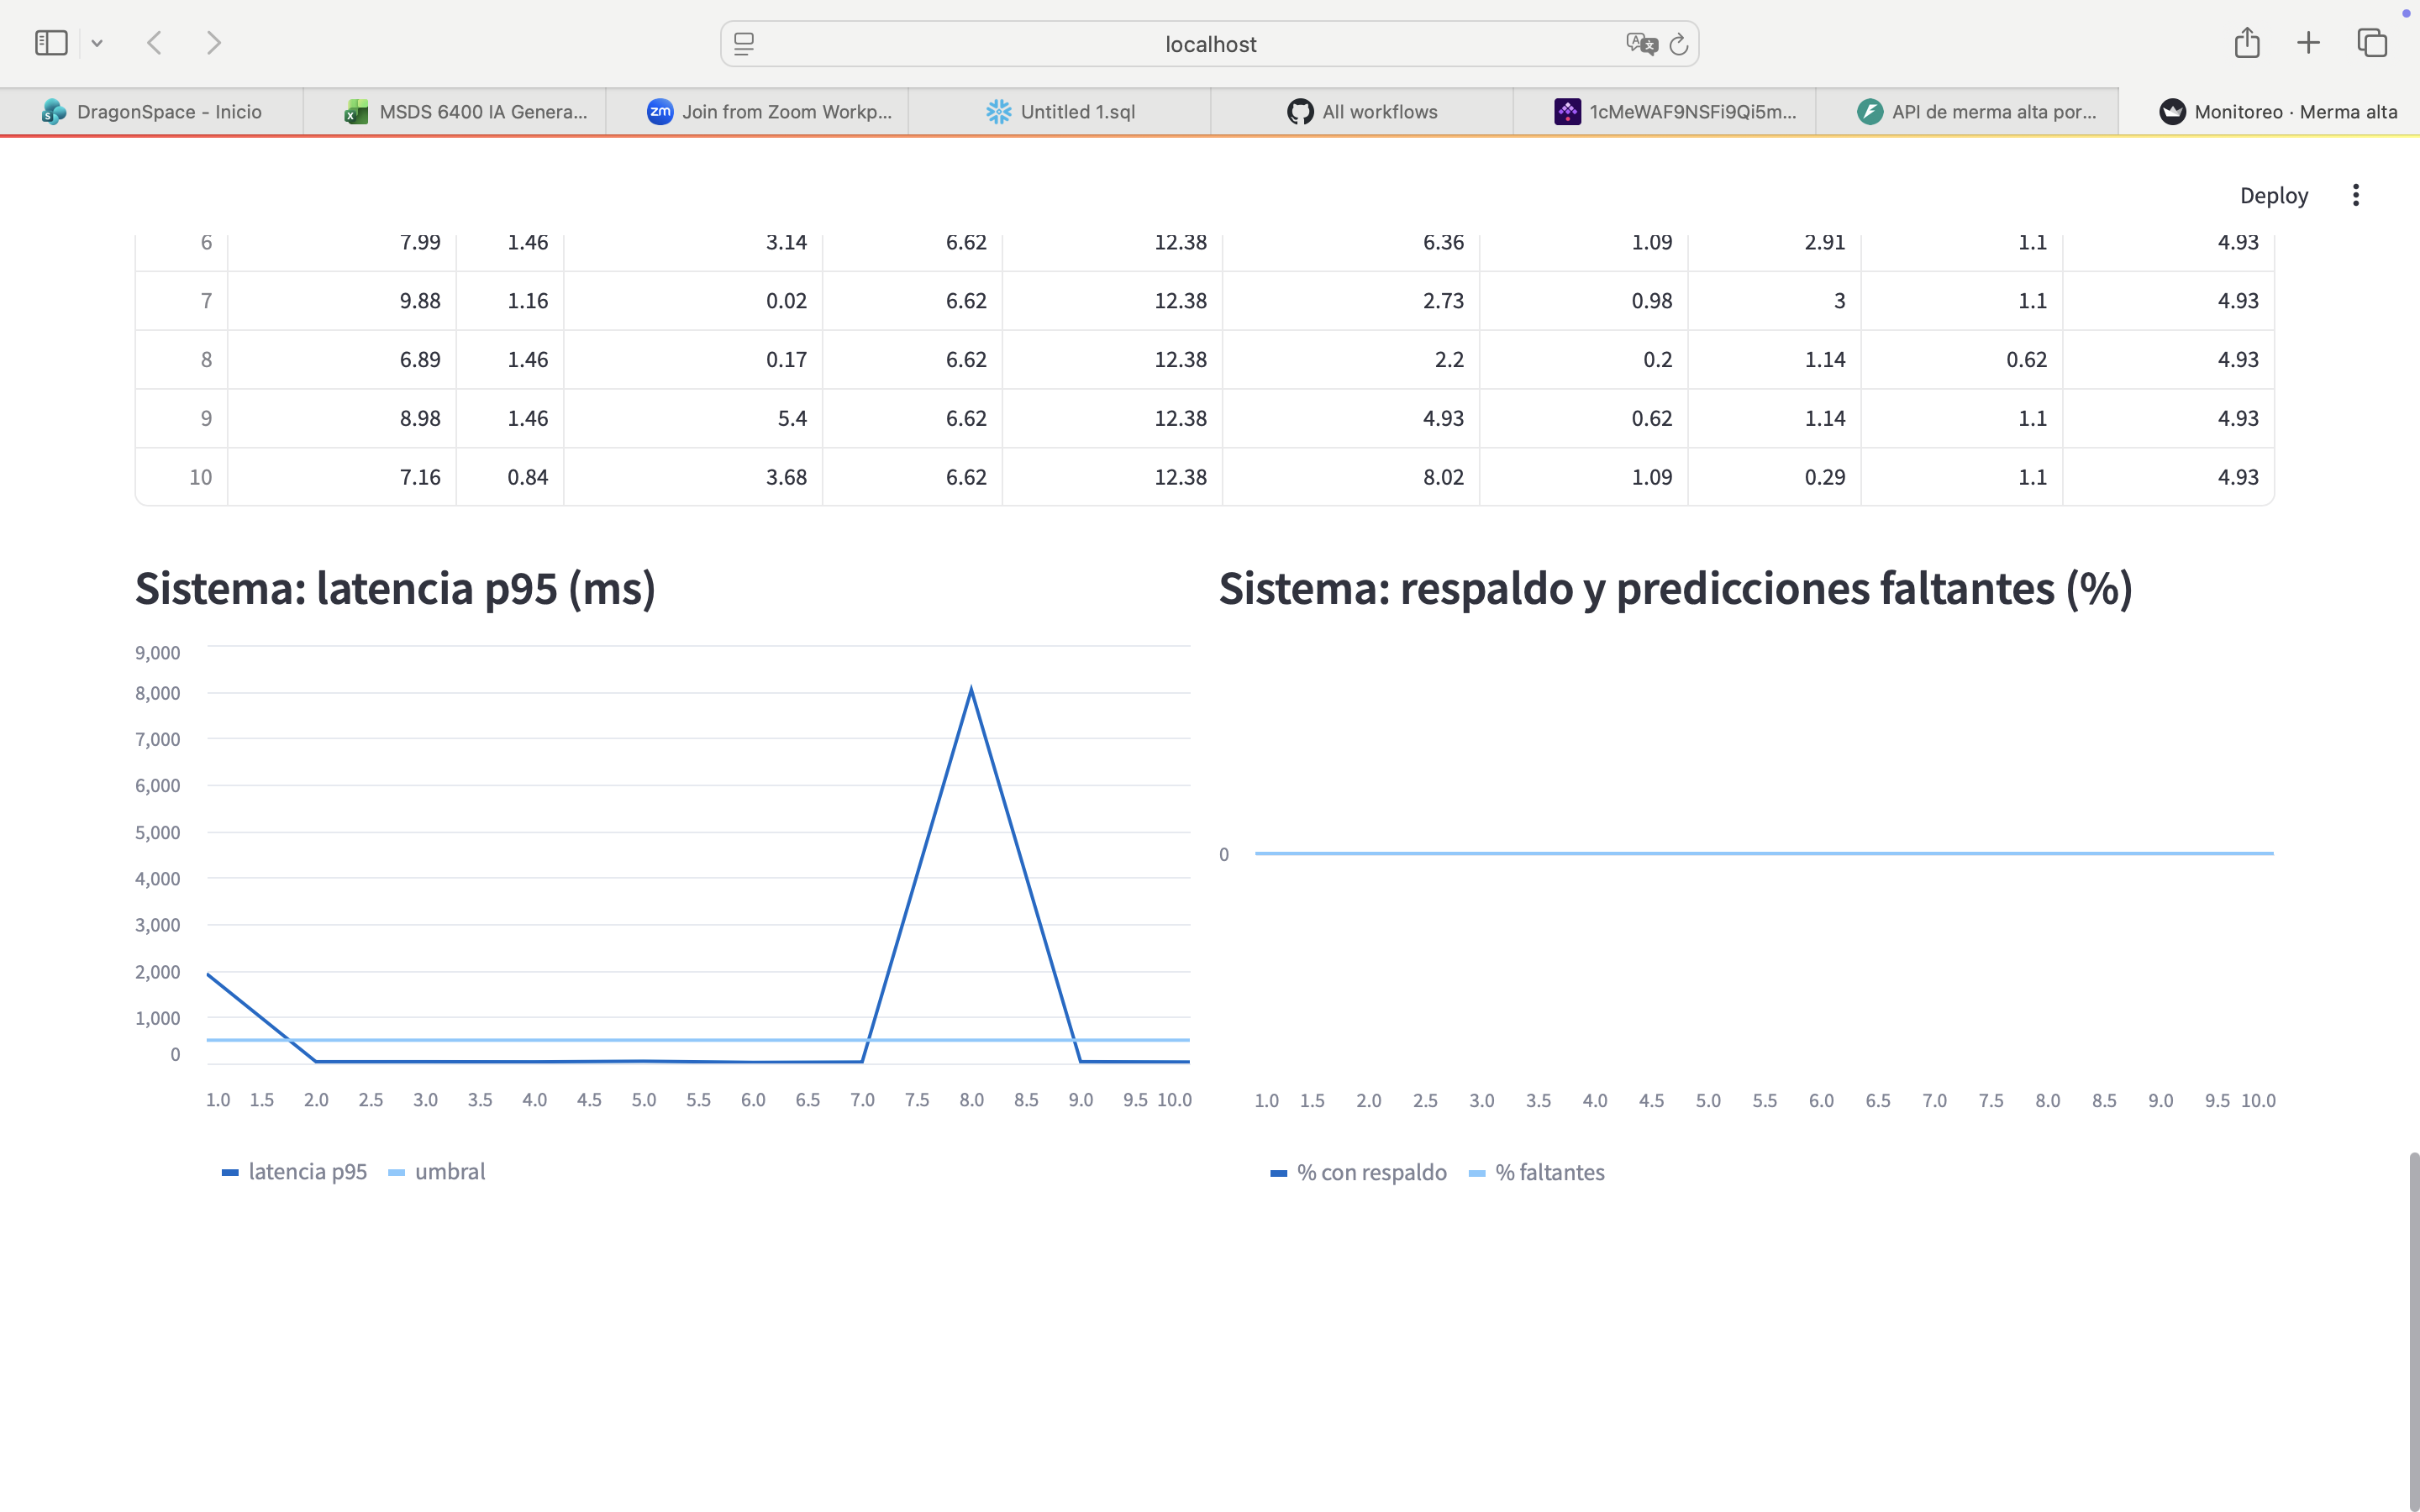 localhost
DragonSpace - Inicio
MSDS 6400 IA Genera...
zm Join from Zoom Workp...
Untitled 1.sql
All workflows
1cMeWAF9NSFi9Qi5m...
API de merma alta por...
Monitoreo · Merma alta
Deploy
6 7.99 1.46 3.14 6.62 12.38 6.36 1.09 2.91 1.1 4.93
7 9.88 1.16 0.02 6.62 12.38 2.73 0.98 3 1.1 4.93
8 6.89 1.46 0.17 6.62 12.38 2.2 0.2 1.14 0.62 4.93
9 8.98 1.46 5.4 6.62 12.38 4.93 0.62 1.14 1.1 4.93
10 7.16 0.84 3.68 6.62 12.38 8.02 1.09 0.29 1.1 4.93
Sistema: latencia p95 (ms)
9,000
8,000
7,000
6,000
5,000
4,000
3,000
2,000
1,000
0
1.0 1.5 2.0 2.5 3.0 3.5 4.0 4.5 5.0 5.5 6.0 6.5 7.0 7.5 8.0 8.5 9.0 9.5 10.0
latencia p95 umbral
Sistema: respaldo y predicciones faltantes (%)
0
1.0 1.5 2.0 2.5 3.0 3.5 4.0 4.5 5.0 5.5 6.0 6.5 7.0 7.5 8.0 8.5 9.0 9.5 10.0
% con respaldo % faltantes